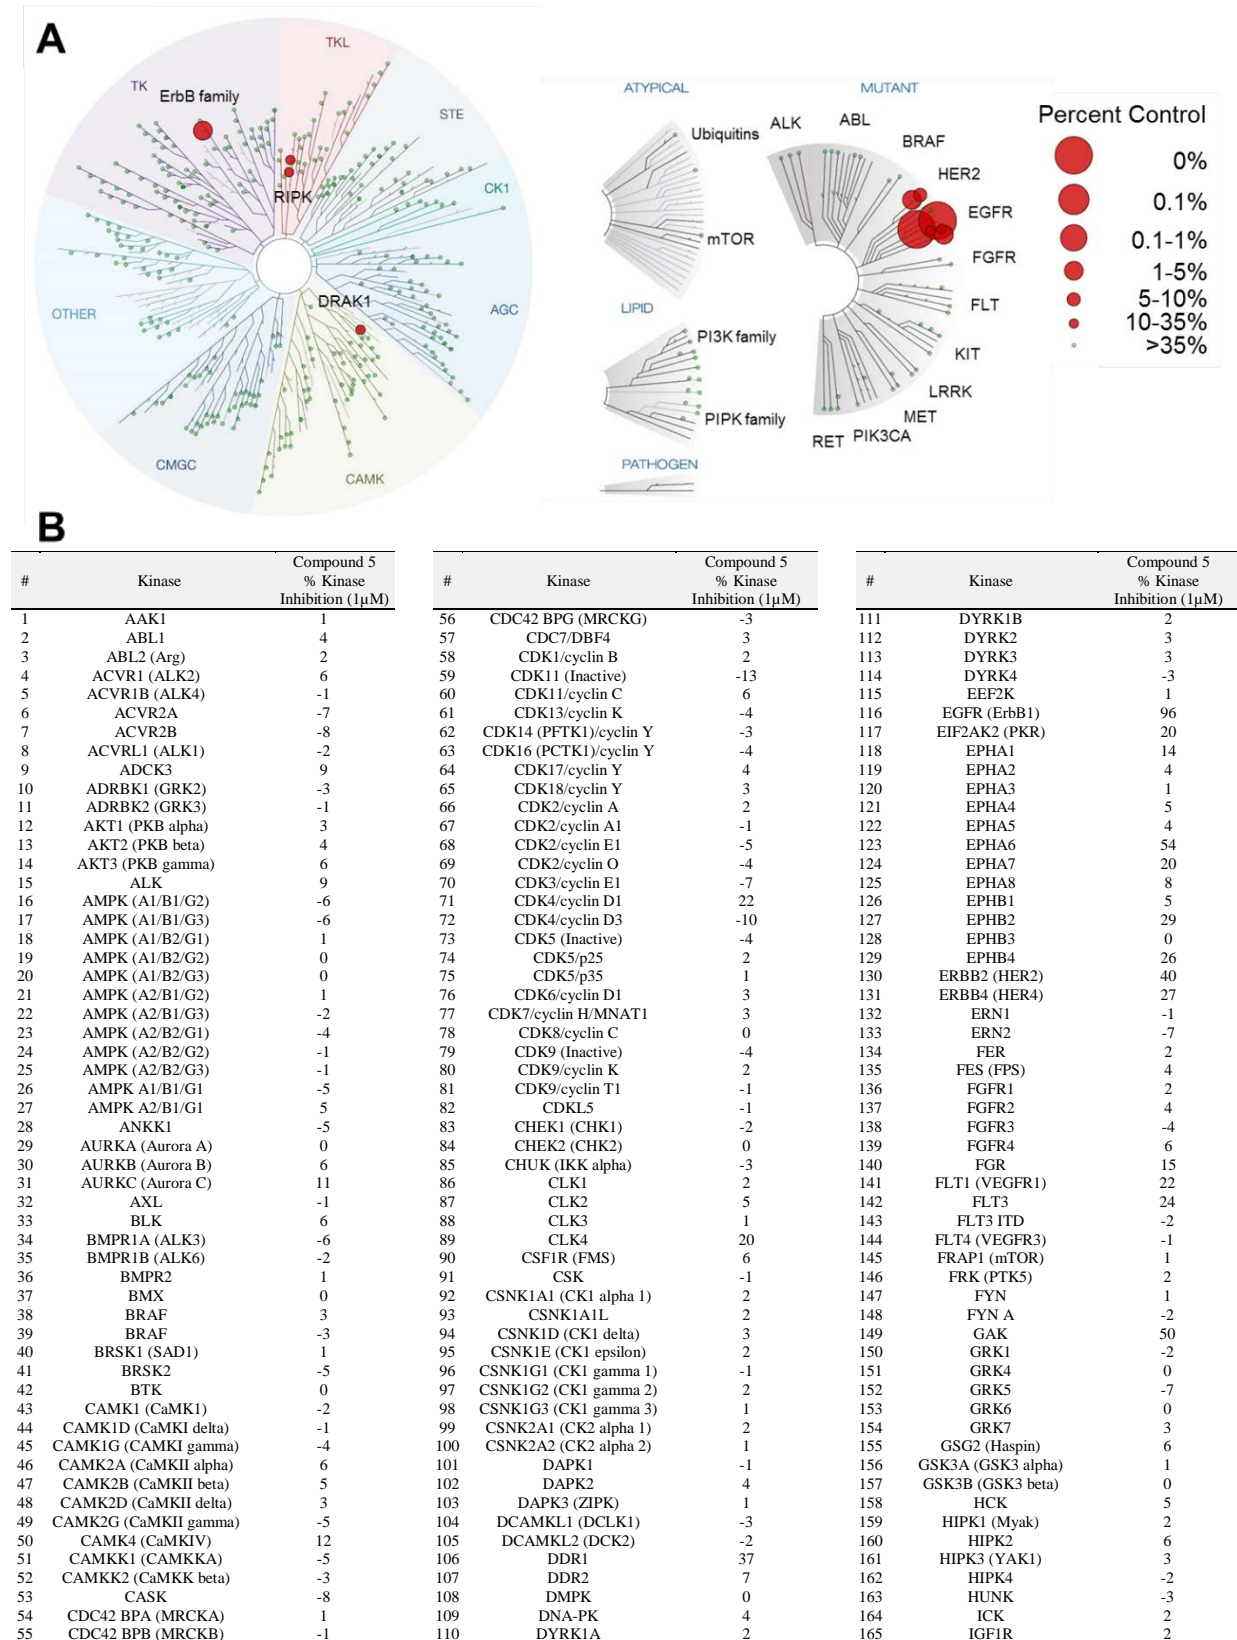 A
TKL
TK
ErbB family
STE
CK1
RIPK
DRAK1
OTHER
AGC
CMGC
CAMK
ATYPICAL
Ubiquitins
mTOR
LIPID
PI3K family
PIPK family
PATHOGEN
MUTANT
ALK
ABL
BRAF
HER2
EGFR
FGFR
FLT
KIT
LRRK
MET
PIK3CA
RET
Percent Control
0%
0.1%
0.1-1%
1-5%
5-10%
10-35%
>35%
B
# Kinase Compound 5 % Kinase Inhibition (1µM)
1 AAK1 1
2 ABL1 4
3 ABL2 (Arg) 2
4 ACVR1 (ALK2) 6
5 ACVR1B (ALK4) -1
6 ACVR2A -7
7 ACVR2B -8
8 ACVRL1 (ALK1) -2
9 ADCK3 9
10 ADRBK1 (GRK2) -3
11 ADRBK2 (GRK3) -1
12 AKT1 (PKB alpha) 3
13 AKT2 (PKB beta) 4
14 AKT3 (PKB gamma) 6
15 ALK 9
16 AMPK (A1/B1/G2) -6
17 AMPK (A1/B1/G3) -6
18 AMPK (A1/B2/G1) 1
19 AMPK (A1/B2/G2) 0
20 AMPK (A1/B2/G3) 0
21 AMPK (A2/B1/G2) 1
22 AMPK (A2/B1/G3) -2
23 AMPK (A2/B2/G1) -4
24 AMPK (A2/B2/G2) -1
25 AMPK (A2/B2/G3) -1
26 AMPK A1/B1/G1 -5
27 AMPK A2/B1/G1 5
28 ANKK1 -5
29 AURKA (Aurora A) 0
30 AURKB (Aurora B) 6
31 AURKC (Aurora C) 11
32 AXL -1
33 BLK 6
34 BMPR1A (ALK3) -6
35 BMPR1B (ALK6) -2
36 BMPR2 1
37 BMX 0
38 BRAF 3
39 BRAF -3
40 BRSK1 (SAD1) 1
41 BRSK2 -5
42 BTK 0
43 CAMK1 (CaMK1) -2
44 CAMK1D (CaMKI delta) -1
45 CAMK1G (CAMKI gamma) -4
46 CAMK2A (CaMKII alpha) 6
47 CAMK2B (CaMKII beta) 5
48 CAMK2D (CaMKII delta) 3
49 CAMK2G (CaMKII gamma) -5
50 CAMK4 (CaMKIV) 12
51 CAMKK1 (CAMKKA) -5
52 CAMKK2 (CaMKK beta) -3
53 CASK -8
54 CDC42 BPA (MRCKA) 1
55 CDC42 BPB (MRCKB) -1
# Kinase Compound 5 % Kinase Inhibition (1µM)
56 CDC42 BPG (MRCKG) -3
57 CDC7/DBF4 3
58 CDK1/cyclin B 2
59 CDK11 (Inactive) -13
60 CDK11/cyclin C 6
61 CDK13/cyclin K -4
62 CDK14 (PFTK1)/cyclin Y -3
63 CDK16 (PCTK1)/cyclin Y -4
64 CDK17/cyclin Y 4
65 CDK18/cyclin Y 3
66 CDK2/cyclin A 2
67 CDK2/cyclin A1 -1
68 CDK2/cyclin E1 -5
69 CDK2/cyclin O -4
70 CDK3/cyclin E1 -7
71 CDK4/cyclin D1 22
72 CDK4/cyclin D3 -10
73 CDK5 (Inactive) -4
74 CDK5/p25 2
75 CDK5/p35 1
76 CDK6/cyclin D1 3
77 CDK7/cyclin H/MNAT1 3
78 CDK8/cyclin C 0
79 CDK9 (Inactive) -4
80 CDK9/cyclin K 2
81 CDK9/cyclin T1 -1
82 CDKL5 -1
83 CHEK1 (CHK1) -2
84 CHEK2 (CHK2) 0
85 CHUK (IKK alpha) -3
86 CLK1 2
87 CLK2 5
88 CLK3 1
89 CLK4 20
90 CSF1R (FMS) 6
91 CSK -1
92 CSNK1A1 (CK1 alpha 1) 2
93 CSNK1A1L 2
94 CSNK1D (CK1 delta) 3
95 CSNK1E (CK1 epsilon) 2
96 CSNK1G1 (CK1 gamma 1) -1
97 CSNK1G2 (CK1 gamma 2) 2
98 CSNK1G3 (CK1 gamma 3) 1
99 CSNK2A1 (CK2 alpha 1) 2
100 CSNK2A2 (CK2 alpha 2) 1
101 DAPK1 -1
102 DAPK2 4
103 DAPK3 (ZIPK) 1
104 DCAMKL1 (DCLK1) -3
105 DCAMKL2 (DCK2) -2
106 DDR1 37
107 DDR2 7
108 DMPK 0
109 DNA-PK 4
110 DYRK1A 2
# Kinase Compound 5 % Kinase Inhibition (1µM)
111 DYRK1B 2
112 DYRK2 3
113 DYRK3 3
114 DYRK4 -3
115 EEF2K 1
116 EGFR (ErbB1) 96
117 EIF2AK2 (PKR) 20
118 EPHA1 14
119 EPHA2 4
120 EPHA3 1
121 EPHA4 5
122 EPHA5 4
123 EPHA6 54
124 EPHA7 20
125 EPHA8 8
126 EPHB1 5
127 EPHB2 29
128 EPHB3 0
129 EPHB4 26
130 ERBB2 (HER2) 40
131 ERBB4 (HER4) 27
132 ERN1 -1
133 ERN2 -7
134 FER 2
135 FES (FPS) 4
136 FGFR1 2
137 FGFR2 4
138 FGFR3 -4
139 FGFR4 6
140 FGR 15
141 FLT1 (VEGFR1) 22
142 FLT3 24
143 FLT3 ITD -2
144 FLT4 (VEGFR3) -1
145 FRAP1 (mTOR) 1
146 FRK (PTK5) 2
147 FYN 1
148 FYN A -2
149 GAK 50
150 GRK1 -2
151 GRK4 0
152 GRK5 -7
153 GRK6 0
154 GRK7 3
155 GSG2 (Haspin) 6
156 GSK3A (GSK3 alpha) 1
157 GSK3B (GSK3 beta) 0
158 HCK 5
159 HIPK1 (Myak) 2
160 HIPK2 6
161 HIPK3 (YAK1) 3
162 HIPK4 -2
163 HUNK -3
164 ICK 2
165 IGF1R 2